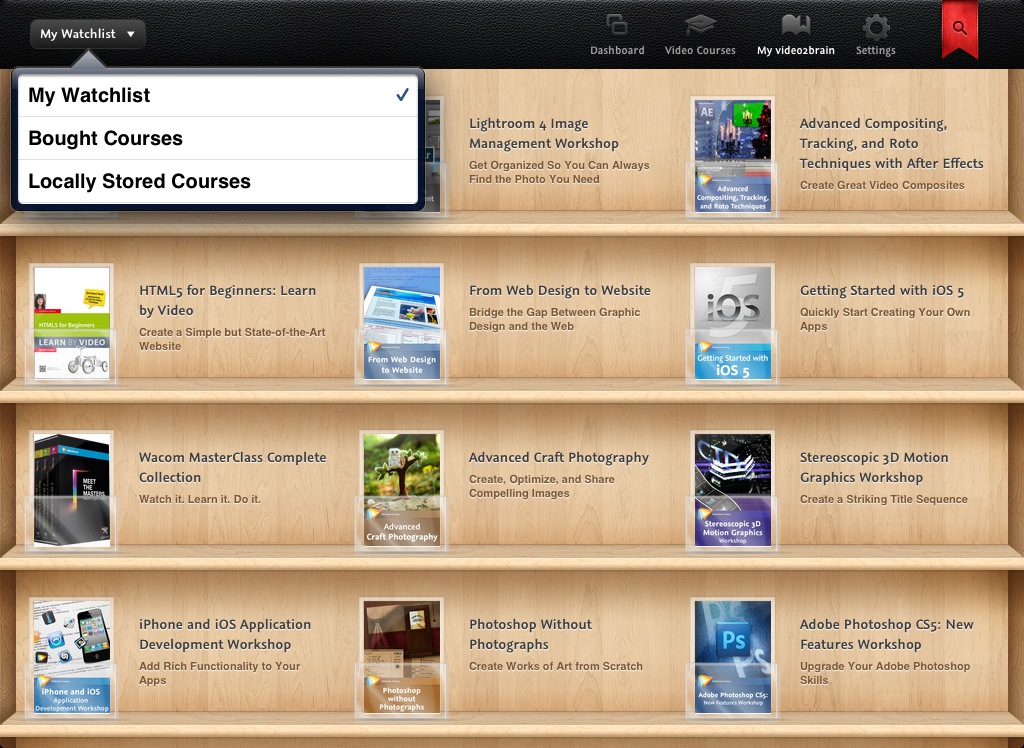 My Watchlist
Dashboard
Video Courses
My video2brain
Settings
My Watchlist
Bought Courses
Locally Stored Courses
Lightroom 4 Image
Management Workshop
Get Organized So You Can Always
Find the Photo You Need
AE
Advanced
Compositing, Tracking,
and Roto Techniques
Advanced Compositing,
Tracking, and Roto
Techniques with After Effects
Create Great Video Composites
HTML5 for Beginners
LEARN BY VIDEO
HTML5 for Beginners: Learn
by Video
Create a Simple but State-of-the-Art
Website
From Web Design
to Website
From Web Design to Website
Bridge the Gap Between Graphic
Design and the Web
iOS
5
Getting Started with
iOS 5
Getting Started with iOS 5
Quickly Start Creating Your Own
Apps
MEET
THE
MASTERS
Wacom MasterClass Complete
Collection
Watch it. Learn it. Do it.
Advanced
Craft Photography
Advanced Craft Photography
Create, Optimize, and Share
Compelling Images
Stereoscopic 3D
Motion Graphics
Workshop
Stereoscopic 3D Motion
Graphics Workshop
Create a Striking Title Sequence
iPhone and iOS
Application
Development Workshop
iPhone and iOS Application
Development Workshop
Add Rich Functionality to Your
Apps
Photoshop
without
Photographs
Photoshop Without
Photographs
Create Works of Art from Scratch
Ps
Adobe Photoshop CS5:
New Features Workshop
Adobe Photoshop CS5: New
Features Workshop
Upgrade Your Adobe Photoshop
Skills